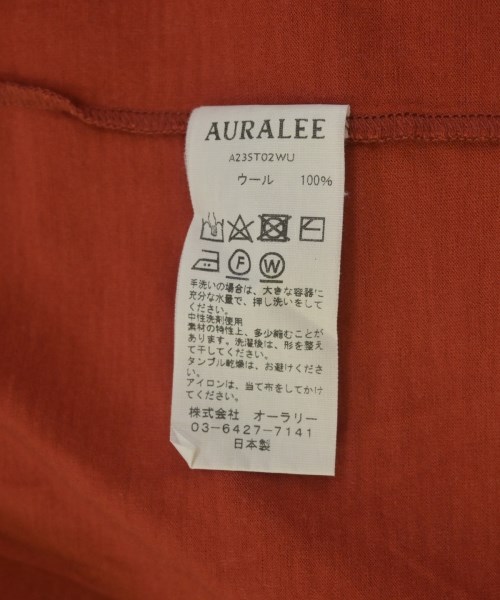 AURALEE
A23ST02WU
ウール 100%
F W
手洗いの場合は、大きな容器に
充分な水量で、押し洗いをして
ください。
中性洗剤使用
素材の特性上、多少縮むことが
あります。洗濯後は、形を整え
て干してください。
タンブル乾燥は、お避けくださ
い。
アイロンは、当て布をしてかけ
てください。
株式会社 オーラリー
03-6427-7141
日本製